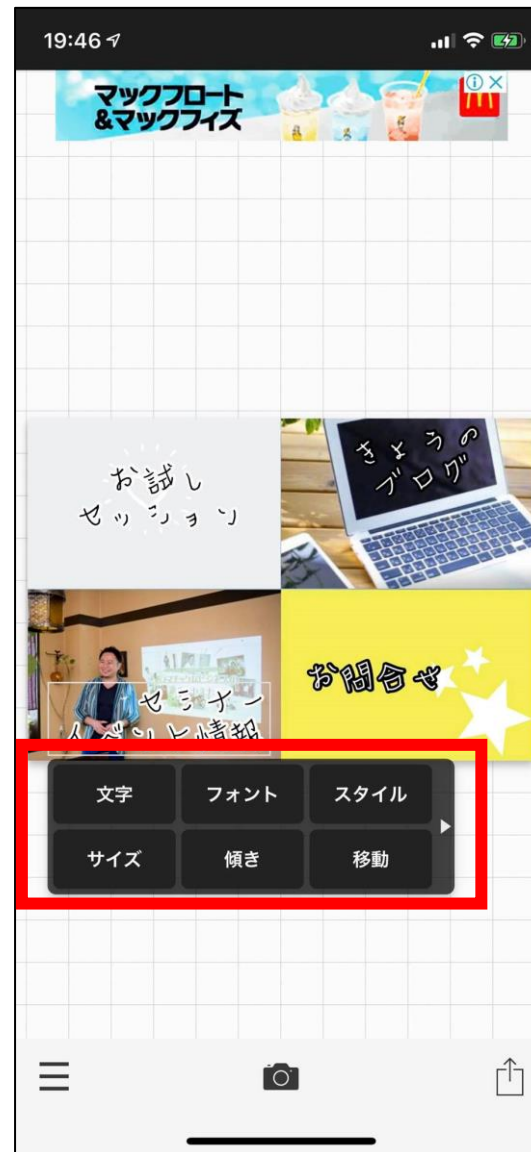 19:46
マックフロート
&マックフィズ
お試し
セッション
きようの
ブログ
セミナー
イベント情報
お問合せ
文字
フォント
スタイル
サイズ
傾き
移動